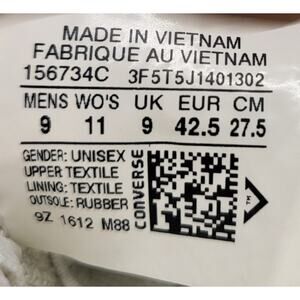 MADE IN VIETNAM
FABRIQUE AU VIETNAM
156734C 3F5T5J1401302
MENS WO'S UK EUR CM
9 11 9 42.5 27.5
GENDER: UNISEX
UPPER: TEXTILE
LINING: TEXTILE
OUTSOLE: RUBBER
9Z 1612 M88
CONVERSE